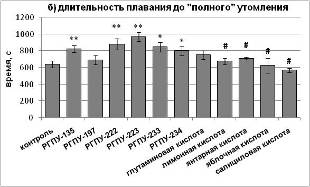 б) длительность плавания до "полного" утомления
время, с
1200
1000
800
600
400
200
0
** ** ** * * # # # #
контроль
РГПУ-135
РГПУ-197
РГПУ-222
РГПУ-223
РГПУ-233
РГПУ-234
глутаминовая кислота
лимонная кислота
янтарная кислота
яблочная кислота
салициловая кислота